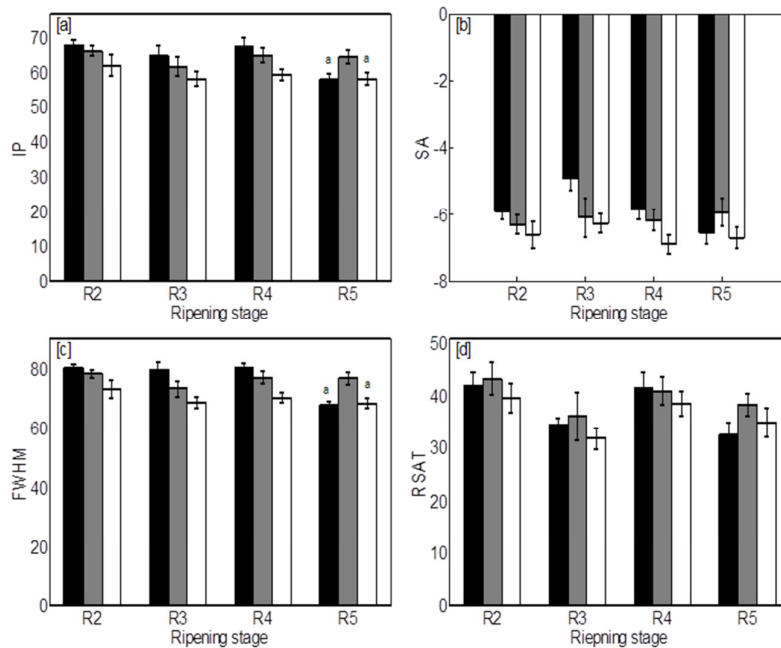 [a]
70
60
50
40
30
20
10
0
IP
a a
R2 R3 R4 R5
Ripening stage
[b]
0
-2
-4
-6
-8
SA
R2 R3 R4 R5
Ripening stage
[c]
80
60
40
20
0
FWHM
a a
R2 R3 R4 R5
Ripening stage
[d]
50
40
30
20
10
0
RSAT
R2 R3 R4 R5
Riepning stage